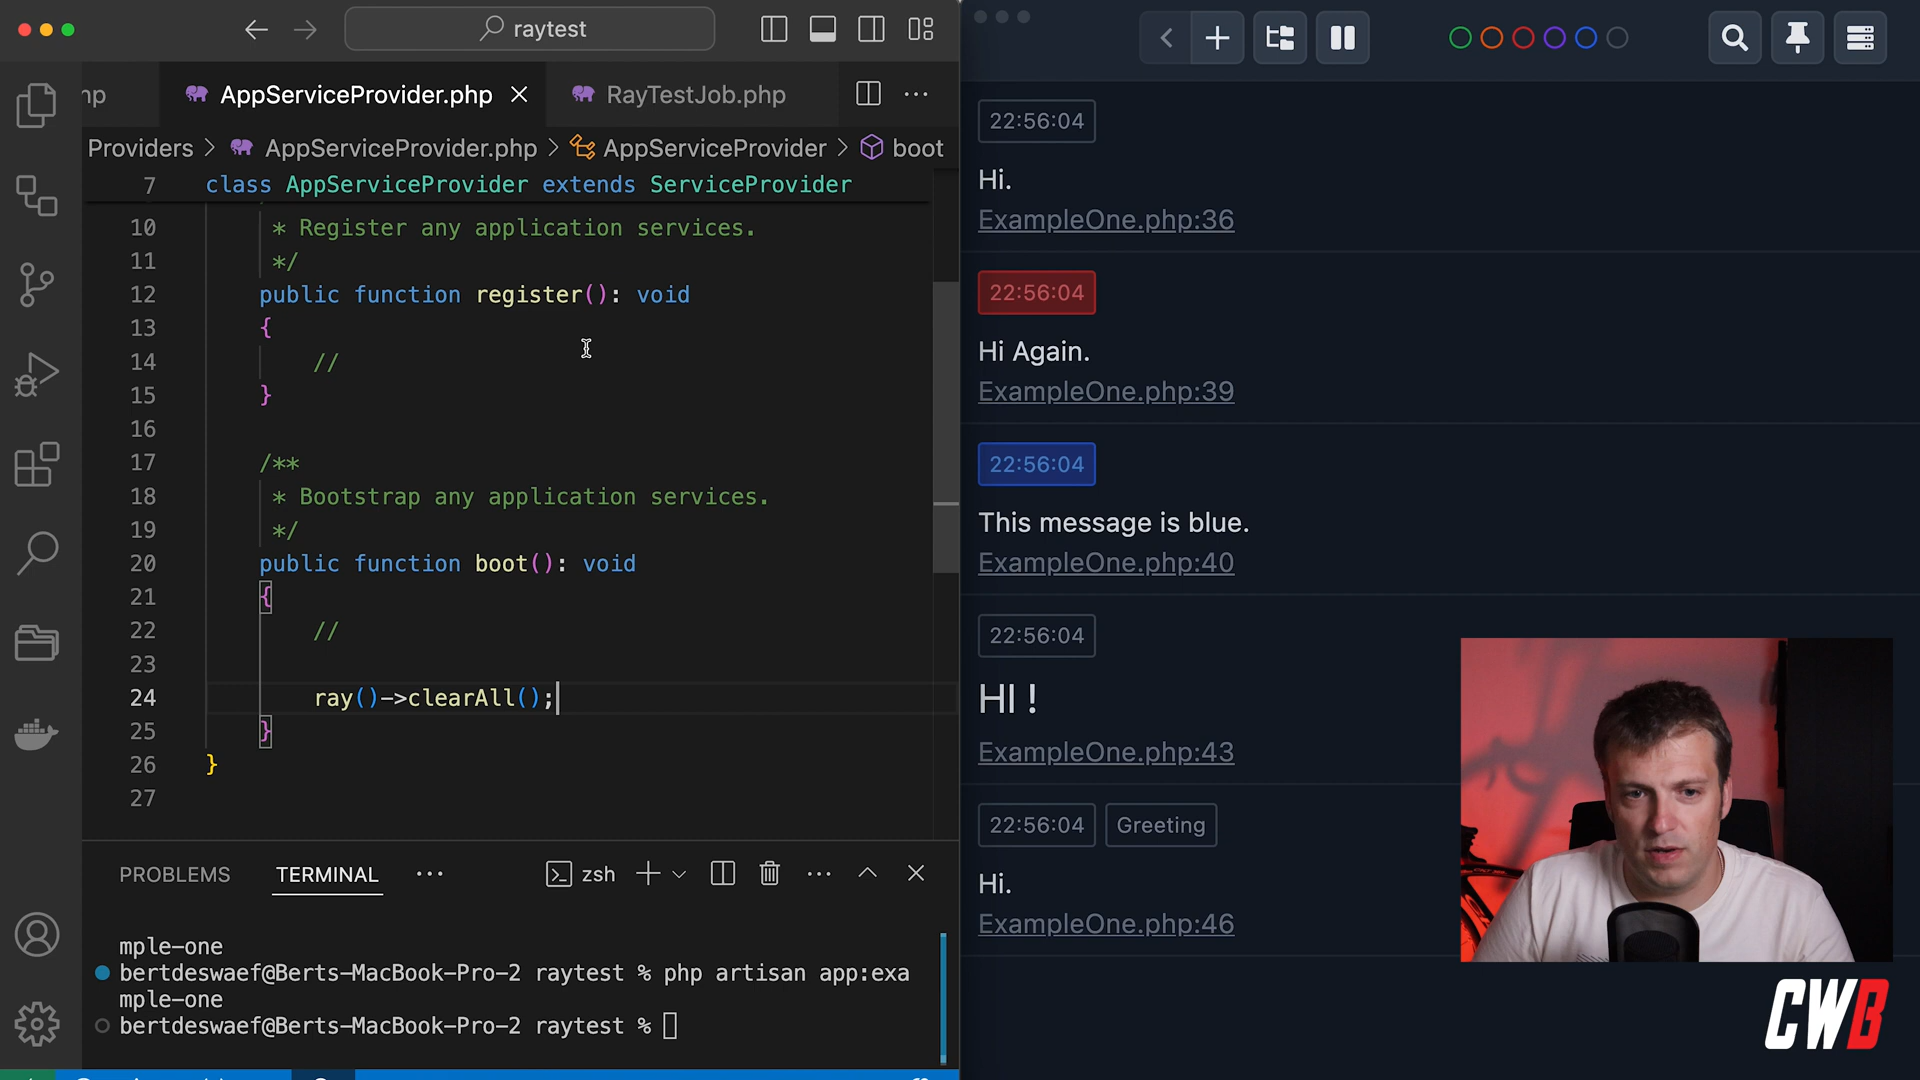 raytest
np
AppServiceProvider.php
RayTestJob.php
Providers > AppServiceProvider.php > AppServiceProvider > boot
7 class AppServiceProvider extends ServiceProvider
10 * Register any application services.
11 */
12 public function register(): void
13 {
14 //
15 }
16
17 /**
18 * Bootstrap any application services.
19 */
20 public function boot(): void
21 {
22 //
23
24 ray()->clearAll();
25 }
26 }
27
PROBLEMS TERMINAL zsh
mple-one
bertdeswaef@Berts-MacBook-Pro-2 raytest % php artisan app:exa
mple-one
bertdeswaef@Berts-MacBook-Pro-2 raytest %
22:56:04
Hi.
ExampleOne.php:36
22:56:04
Hi Again.
ExampleOne.php:39
22:56:04
This message is blue.
ExampleOne.php:40
22:56:04
HI !
ExampleOne.php:43
22:56:04 Greeting
Hi.
ExampleOne.php:46
CWB